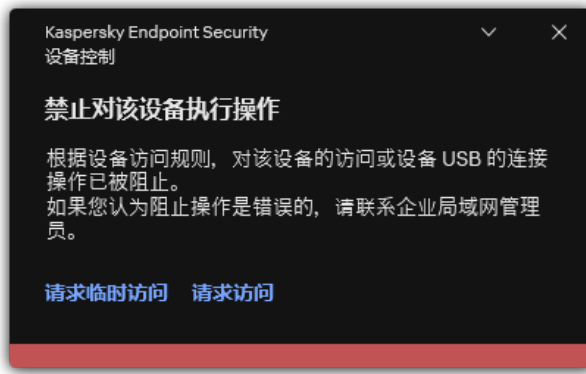 Kaspersky Endpoint Security
设备控制
禁止对该设备执行操作
根据设备访问规则，对该设备的访问或设备 USB 的连接
操作已被阻止。
如果您认为阻止操作是错误的，请联系企业局域网管理
员。
请求临时访问 请求访问